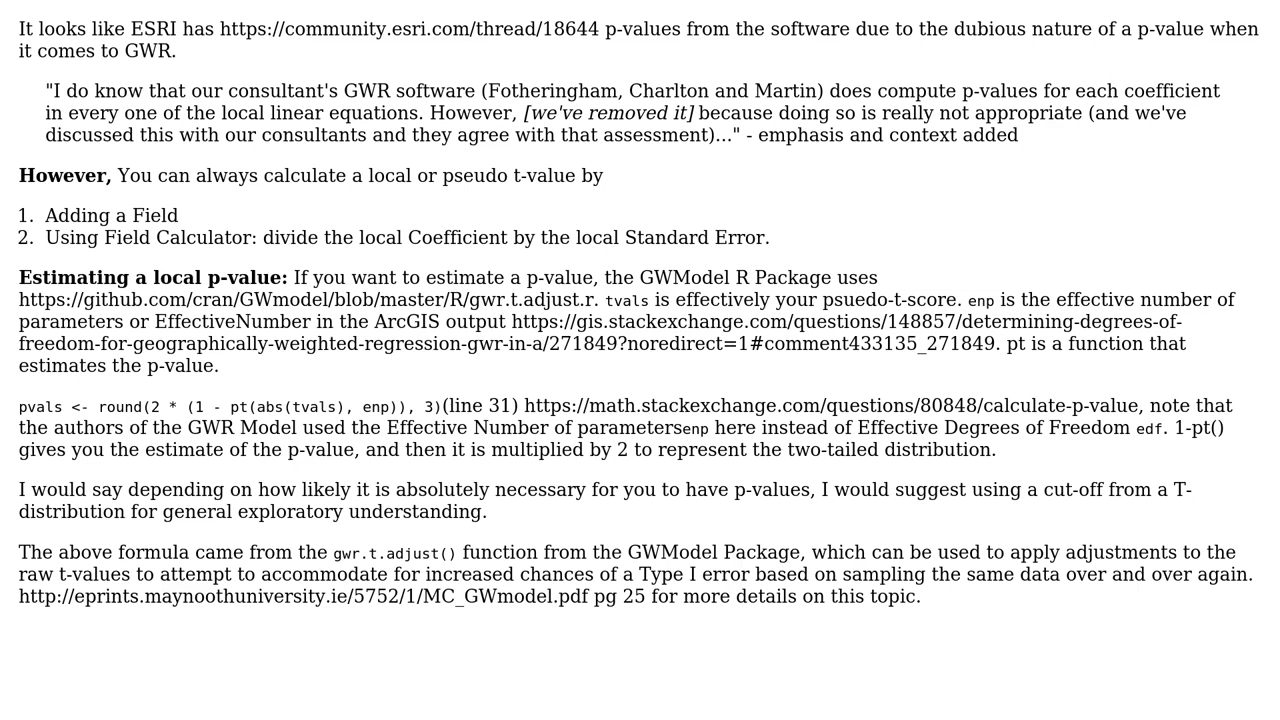 It looks like ESRI has https://community.esri.com/thread/18644 p-values from the software due to the dubious nature of a p-value when
it comes to GWR.
"I do know that our consultant's GWR software (Fotheringham, Charlton and Martin) does compute p-values for each coefficient
in every one of the local linear equations. However, [we've removed it] because doing so is really not appropriate (and we've
discussed this with our consultants and they agree with that assessment)..." - emphasis and context added
However, You can always calculate a local or pseudo t-value by
1. Adding a Field
2. Using Field Calculator: divide the local Coefficient by the local Standard Error.
Estimating a local p-value: If you want to estimate a p-value, the GWModel R Package uses
https://github.com/cran/GWmodel/blob/master/R/gwr.t.adjust.r. tvals is effectively your psuedo-t-score. enp is the effective number of
parameters or EffectiveNumber in the ArcGIS output https://gis.stackexchange.com/questions/148857/determining-degrees-of-
freedom-for-geographically-weighted-regression-gwr-in-a/271849?noredirect=1#comment433135_271849. pt is a function that
estimates the p-value.
pvals <- round(2 * (1 - pt(abs(tvals), enp)), 3)(line 31) https://math.stackexchange.com/questions/80848/calculate-p-value, note that
the authors of the GWR Model used the Effective Number of parametersenp here instead of Effective Degrees of Freedom edf. 1-pt()
gives you the estimate of the p-value, and then it is multiplied by 2 to represent the two-tailed distribution.
I would say depending on how likely it is absolutely necessary for you to have p-values, I would suggest using a cut-off from a T-
distribution for general exploratory understanding.
The above formula came from the gwr.t.adjust() function from the GWModel Package, which can be used to apply adjustments to the
raw t-values to attempt to accommodate for increased chances of a Type I error based on sampling the same data over and over again.
http://eprints.maynoothuniversity.ie/5752/1/MC_GWmodel.pdf pg 25 for more details on this topic.